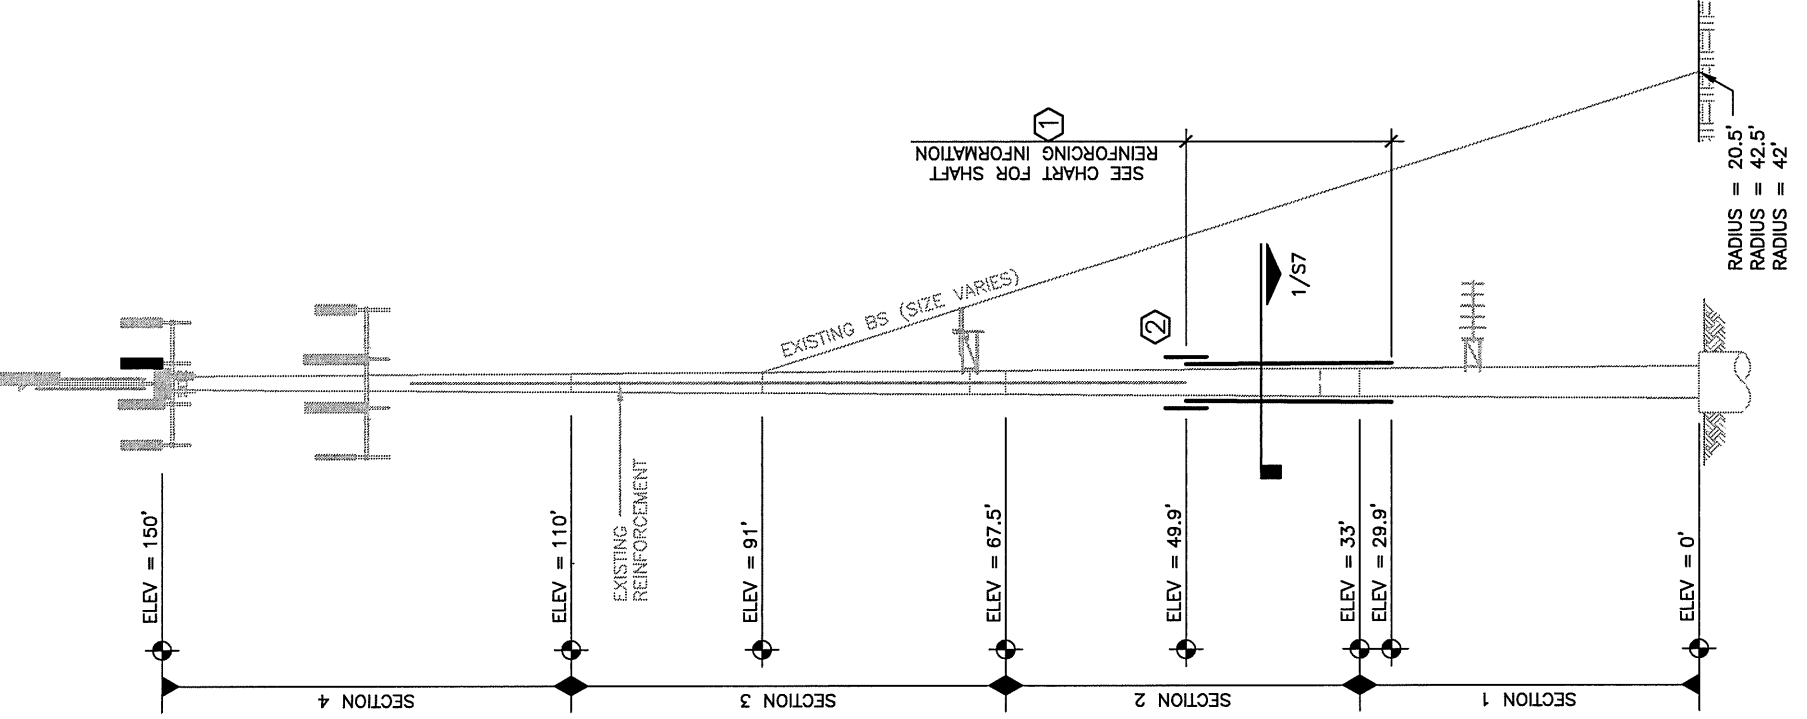 ELEV = 150'
ELEV = 110'
EXISTING
REINFORCEMENT
ELEV = 91'
ELEV = 67.5'
ELEV = 49.9'
ELEV = 33'
ELEV = 29.9'
ELEV = 0'
SECTION 4
SECTION 3
SECTION 2
SECTION 1
EXISTING BS (SIZE VARIES)
SEE CHART FOR SHAFT
REINFORCING INFORMATION
1
2
1/S7
RADIUS = 20.5'
RADIUS = 42.5'
RADIUS = 42'